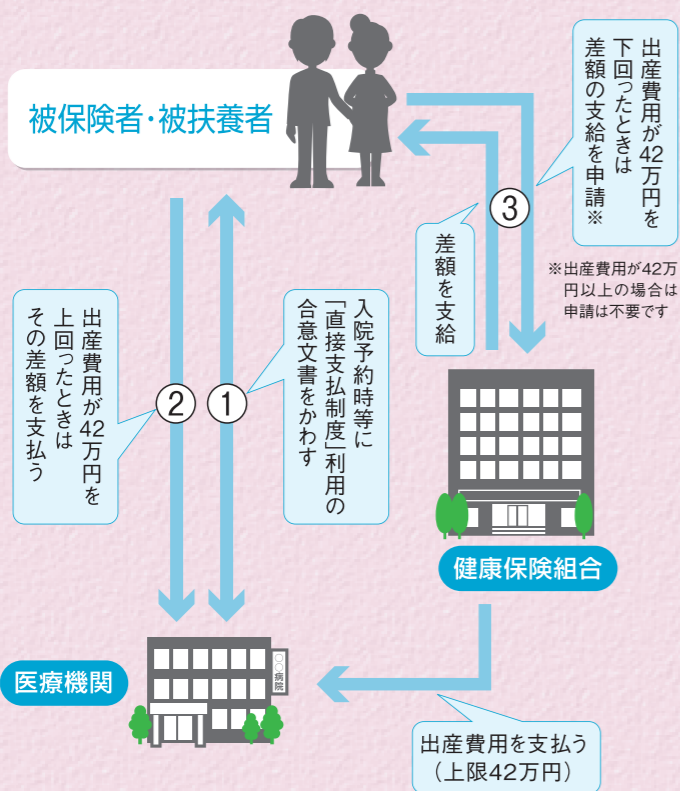 被保険者・被扶養者
出産費用が42万円を
下回ったときは
差額の支給を申請※
※出産費用が42万
円以上の場合は
申請は不要です
③
差額を支給
入院予約時等に
「直接支払制度」利用の
合意文書をかわす
①
②
出産費用が42万円を
上回ったときは
その差額を支払う
健康保険組合
医療機関
○○病院
出産費用を支払う
（上限42万円）